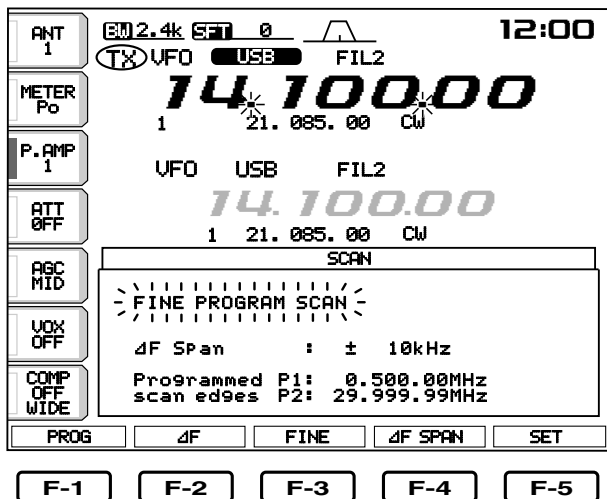 ANT
1
BW 2.4k SFT 0
12:00
TX VFO USB FIL2
METER
Po
14.100.00
1 21.085.00 CW
P.AMP
1
VFO USB FIL2
ATT
OFF
14.100.00
1 21.085.00 CW
AGC
MID
SCAN
FINE PROGRAM SCAN
VOX
OFF
⊿F Span : ± 10kHz
COMP
OFF
WIDE
Programmed P1: 0.500.00MHz
scan edges P2: 29.999.99MHz
PROG ⊿F FINE ⊿F SPAN SET
F-1 F-2 F-3 F-4 F-5